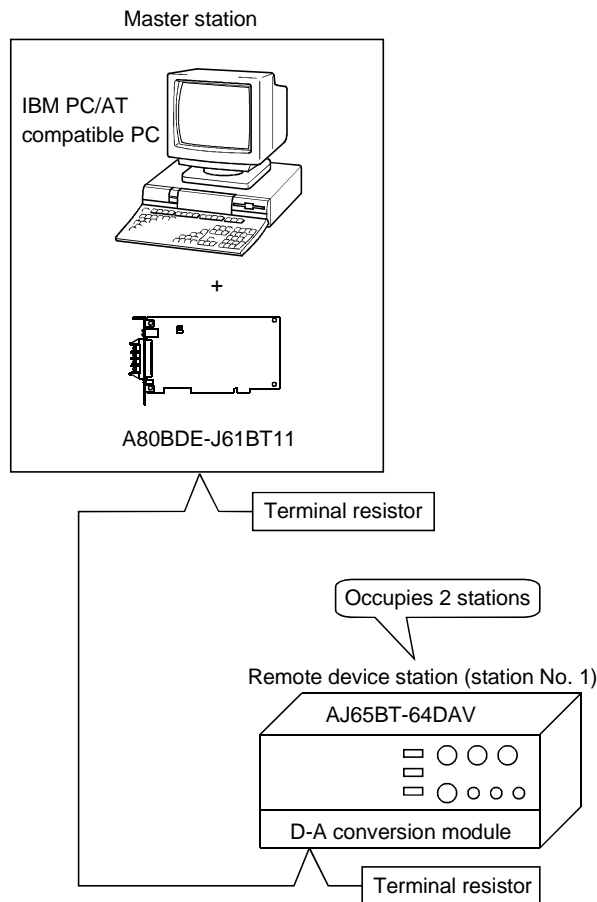 Master station
IBM PC/AT
compatible PC
+
A80BDE-J61BT11
Terminal resistor
Occupies 2 stations
Remote device station (station No. 1)
AJ65BT-64DAV
D-A conversion module
Terminal resistor